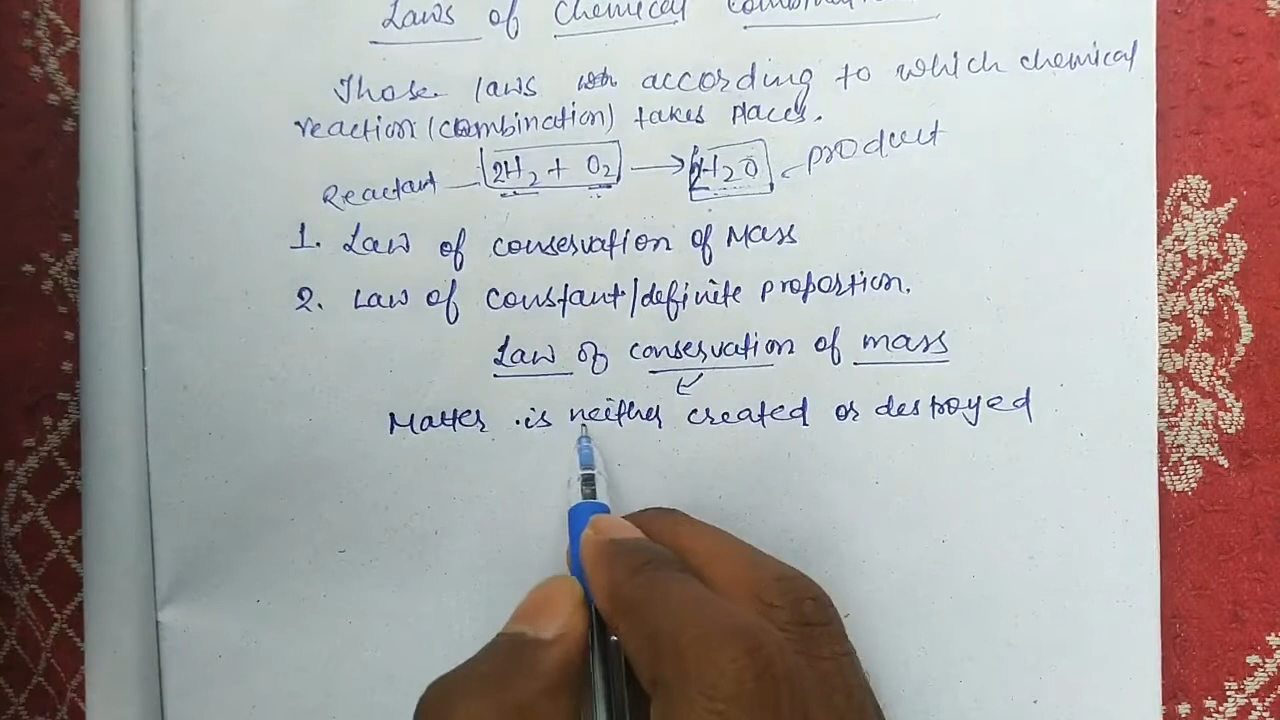 Laws of Chemical
Those laws according to which chemical
reaction (combination) takes places.
Reactant 2H₂ + O₂ → 2H₂O product
1. Law of conservation of Mass
2. Law of constant/definite proportion.
Law of conservation of mass
Matter is neither created or destroyed